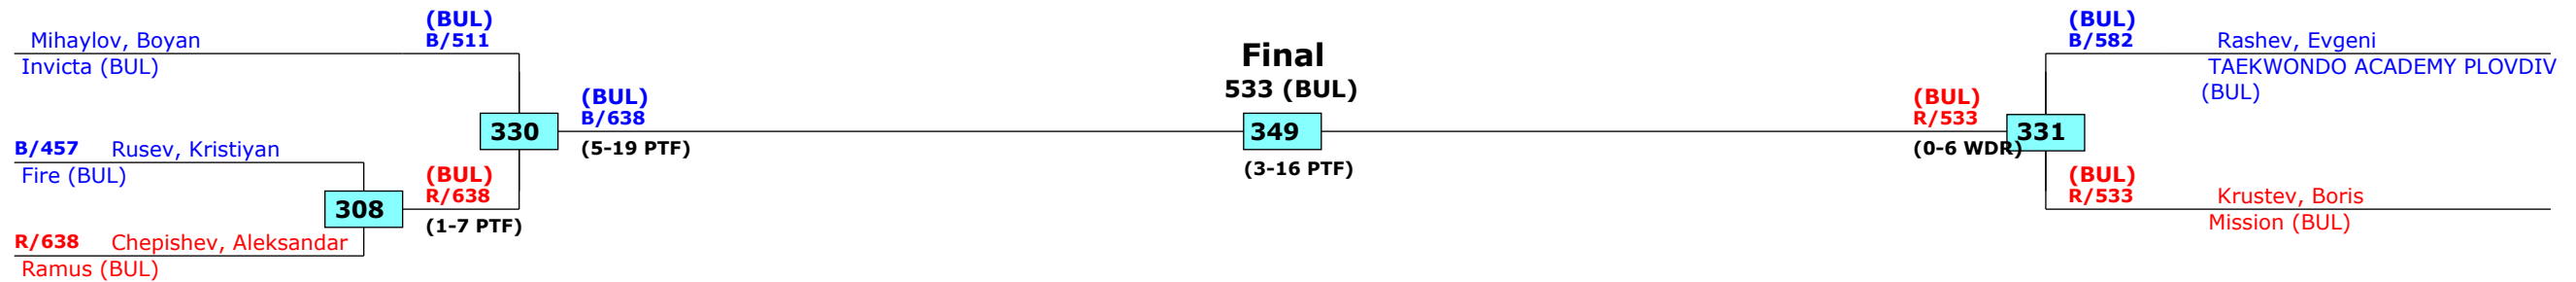 (BUL)
B/511
Mihaylov, Boyan
Invicta (BUL)
B/457 Rusev, Kristiyan
Fire (BUL)
R/638 Chepishev, Aleksandar
Ramus (BUL)
308
(BUL)
R/638
(1-7 PTF)
330
(BUL)
B/638
(5-19 PTF)
Final
533 (BUL)
349
(3-16 PTF)
(BUL)
R/533
(0-6 WDR)
331
(BUL)
B/582
Rashev, Evgeni
TAEKWONDO ACADEMY PLOVDIV
(BUL)
(BUL)
R/533
Krustev, Boris
Mission (BUL)